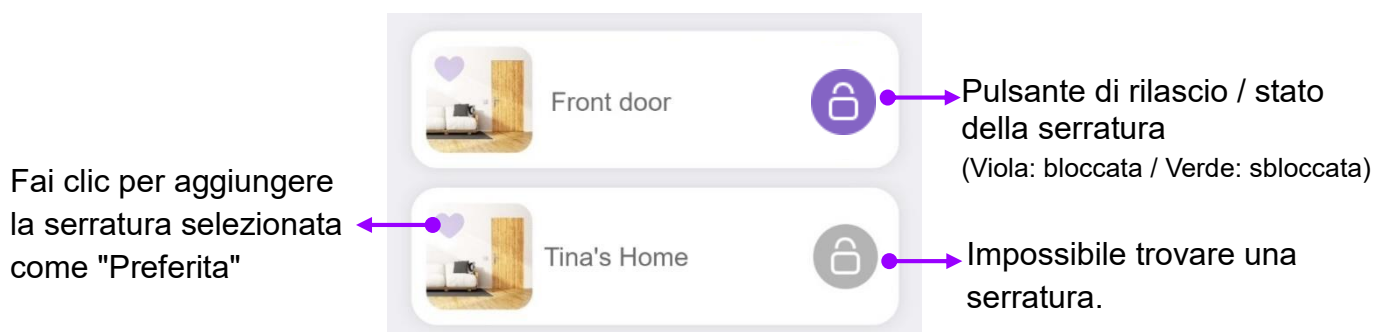 Front door
Pulsante di rilascio / stato
della serratura
(Viola: bloccata / Verde: sbloccata)
Fai clic per aggiungere
la serratura selezionata
come "Preferita"
Tina's Home
Impossibile trovare una
serratura.